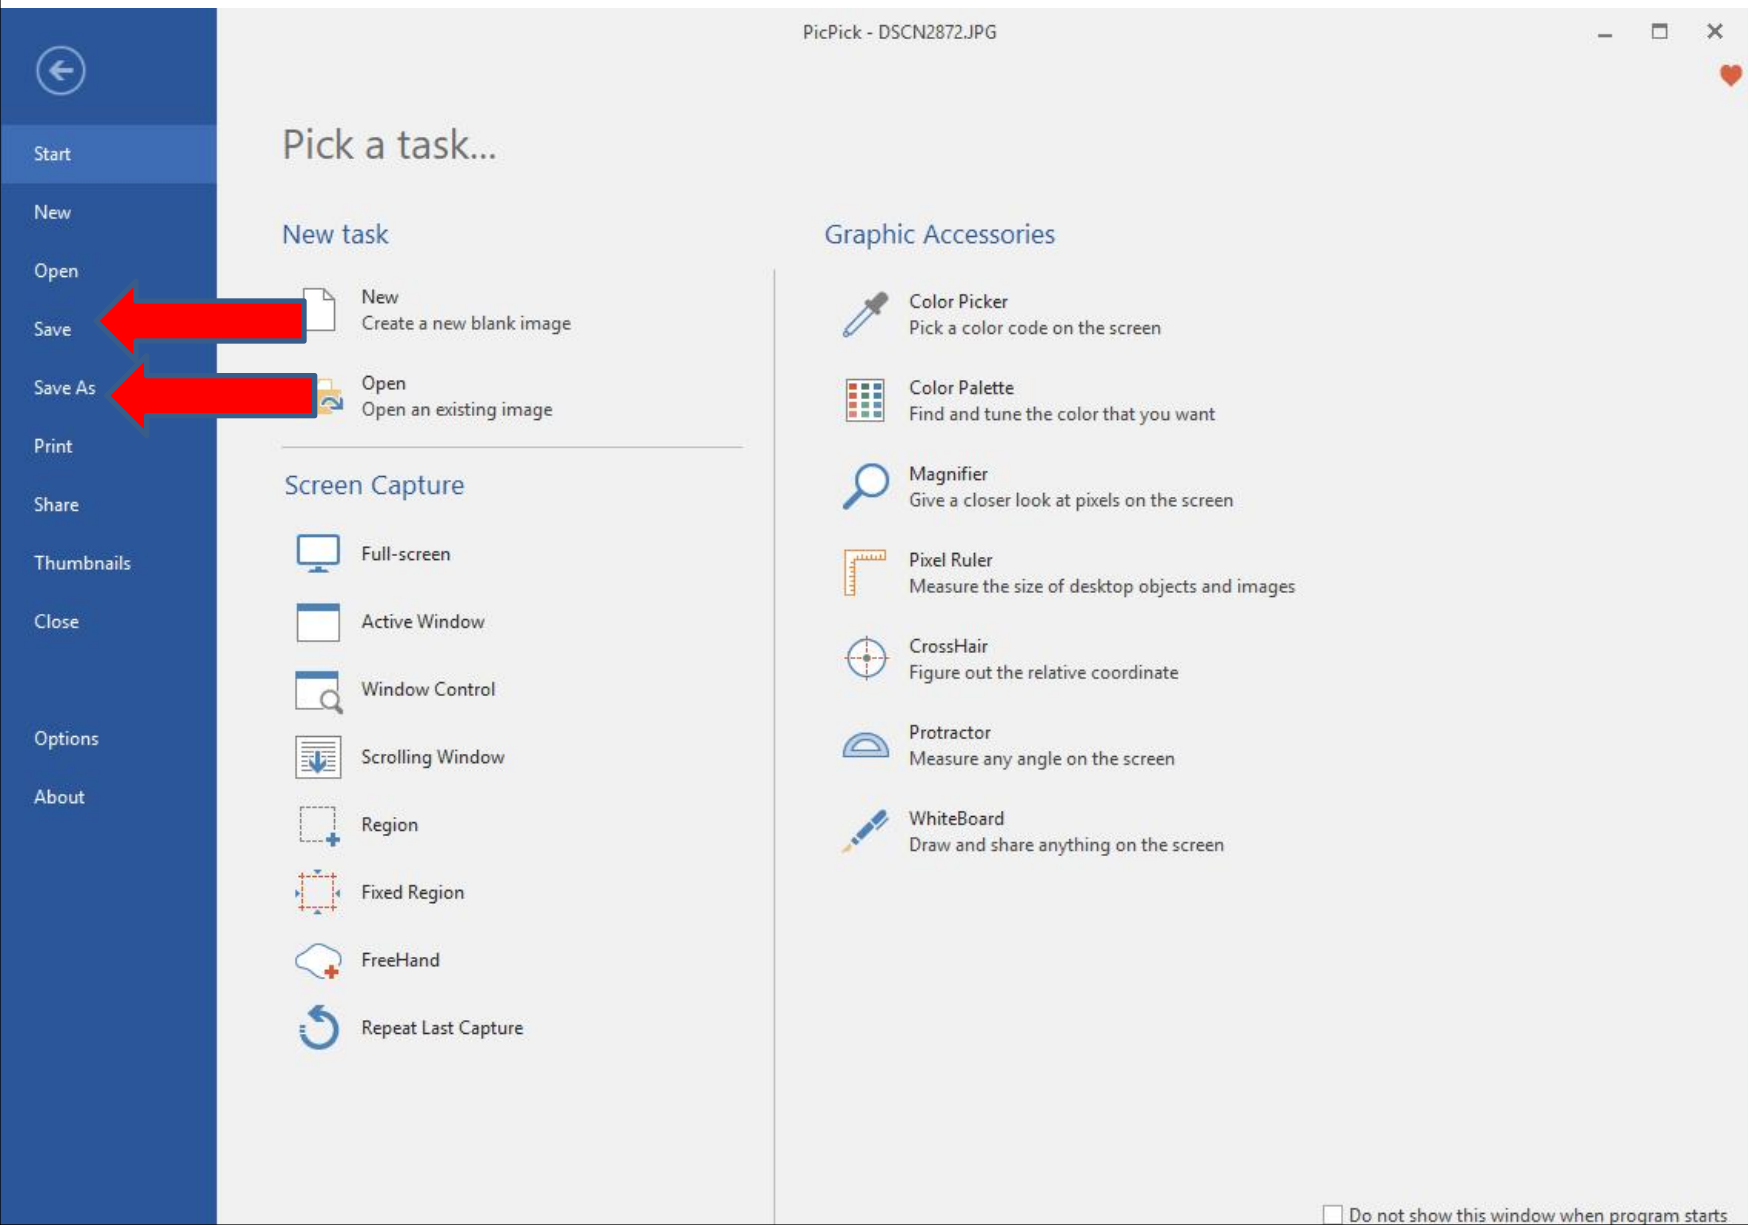 PicPick - DSCN2872.JPG
Start
New
Open
Save
Save As
Print
Share
Thumbnails
Close
Options
About
Pick a task...
New task
New
Create a new blank image
Open
Open an existing image
Screen Capture
Full-screen
Active Window
Window Control
Scrolling Window
Region
Fixed Region
FreeHand
Repeat Last Capture
Graphic Accessories
Color Picker
Pick a color code on the screen
Color Palette
Find and tune the color that you want
Magnifier
Give a closer look at pixels on the screen
Pixel Ruler
Measure the size of desktop objects and images
CrossHair
Figure out the relative coordinate
Protractor
Measure any angle on the screen
WhiteBoard
Draw and share anything on the screen
Do not show this window when program starts